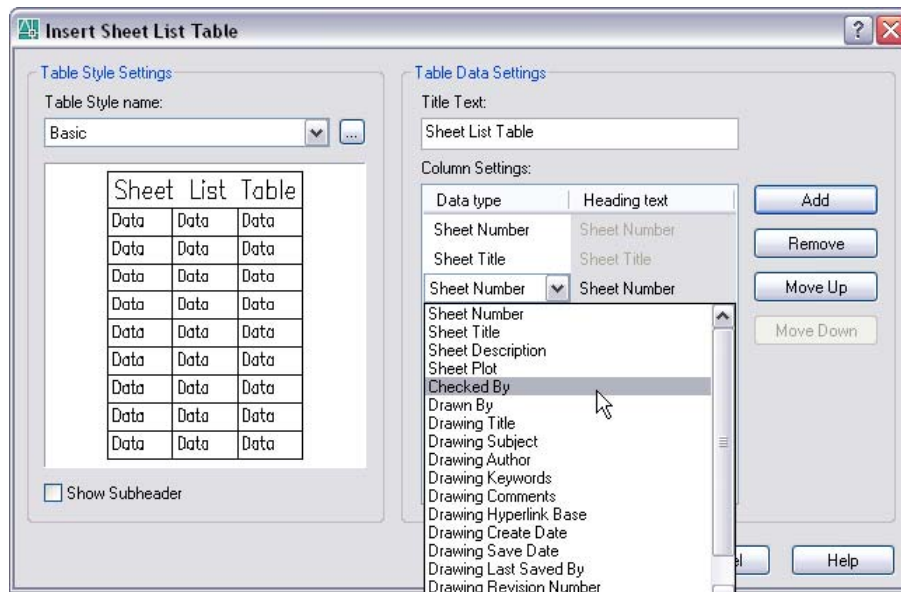 Insert Sheet List Table
?
Table Style Settings
Table Style name:
Basic
...
Sheet List Table
Data Data Data
Data Data Data
Data Data Data
Data Data Data
Data Data Data
Data Data Data
Data Data Data
Data Data Data
Data Data Data
Show Subheader
Table Data Settings
Title Text:
Sheet List Table
Column Settings:
Data type Heading text
Sheet Number Sheet Number
Sheet Title Sheet Title
Sheet Number Sheet Number
Sheet Number
Sheet Title
Sheet Description
Sheet Plot
Checked By
Drawn By
Drawing Title
Drawing Subject
Drawing Author
Drawing Keywords
Drawing Comments
Drawing Hyperlink Base
Drawing Create Date
Drawing Save Date
Drawing Last Saved By
Drawing Revision Number
Add
Remove
Move Up
Move Down
Help